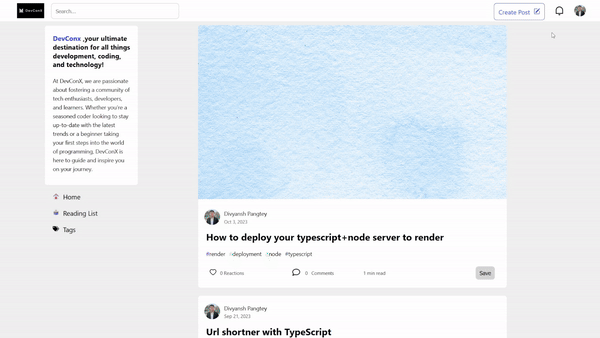 DevConX
Search...
Create Post
DevConx ,your ultimate
destination for all things
development, coding,
and technology!
At DevConX, we are passionate
about fostering a community of
tech enthusiasts, developers,
and learners. Whether you're a
seasoned coder looking to stay
up-to-date with the latest
trends or a beginner taking
your first steps into the world
of programming, DevConX is
here to guide and inspire you
on your journey.
Home
Reading List
Tags
Divyansh Pangtey
Oct 3, 2023
How to deploy your typescript+node server to render
#render #deployment #node #typescript
0 Reactions 0 Comments 1 min read Save
Divyansh Pangtey
Sep 21, 2023
Url shortner with TypeScript